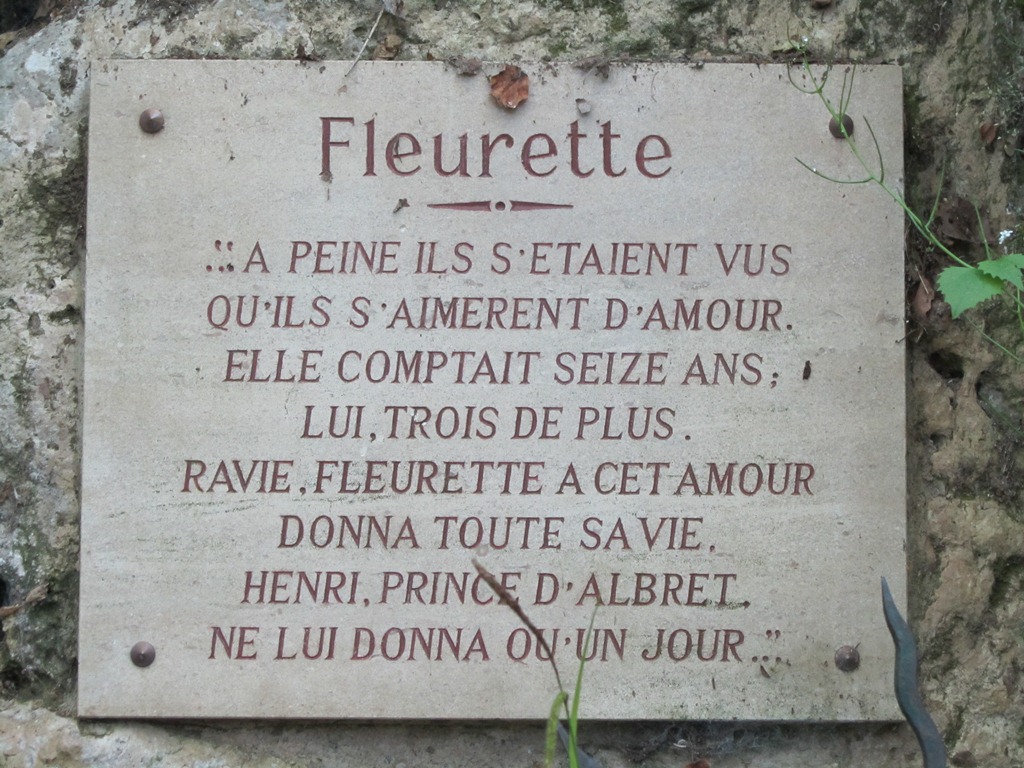 Fleurette
..“A PEINE ILS S'ETAIENT VUS
QU'ILS S'AIMERENT D'AMOUR.
ELLE COMPTAIT SEIZE ANS;
LUI, TROIS DE PLUS.
RAVIE, FLEURETTE A CET AMOUR
DONNA TOUTE SA VIE.
HENRI, PRINCE D'ALBRET,
NE LUI DONNA QU'UN JOUR..”..